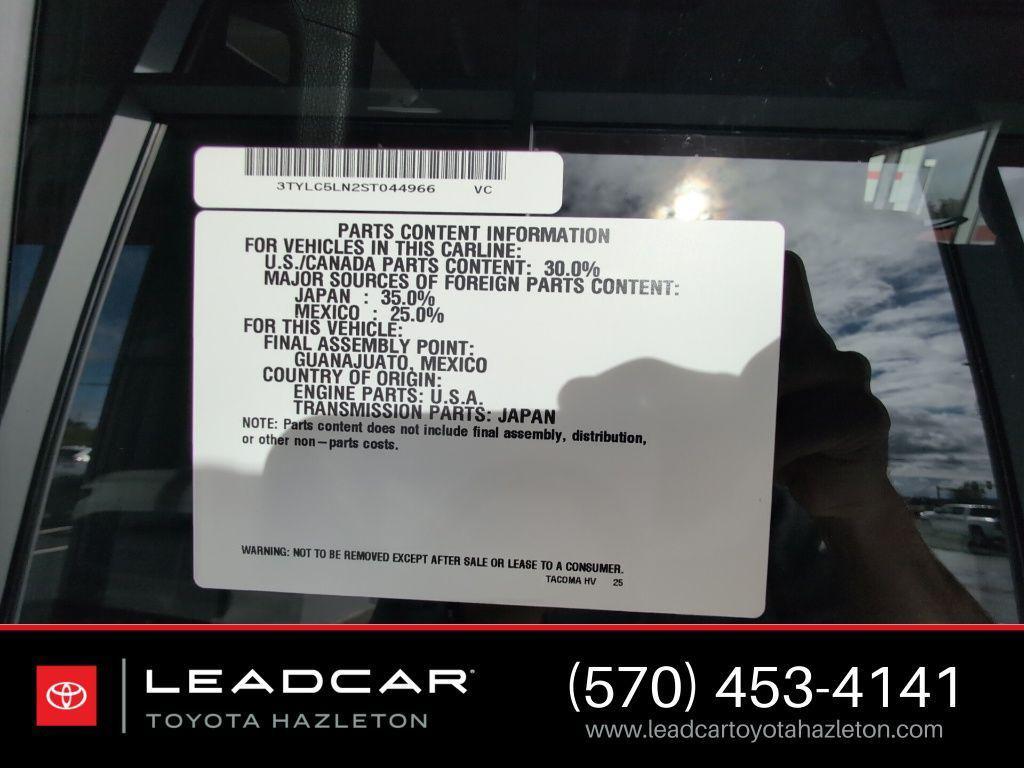 3TYLC5LN2ST044966 VC
PARTS CONTENT INFORMATION
FOR VEHICLES IN THIS CARLINE:
U.S./CANADA PARTS CONTENT: 30.0%
MAJOR SOURCES OF FOREIGN PARTS CONTENT:
JAPAN : 35.0%
MEXICO : 25.0%
FOR THIS VEHICLE:
FINAL ASSEMBLY POINT:
GUANAJUATO, MEXICO
COUNTRY OF ORIGIN:
ENGINE PARTS: U.S.A.
TRANSMISSION PARTS: JAPAN
NOTE: Parts content does not include final assembly, distribution,
or other non-parts costs.
WARNING: NOT TO BE REMOVED EXCEPT AFTER SALE OR LEASE TO A CONSUMER.
TACOMA HV 25
LEADCAR
TOYOTA HAZLETON
(570) 453-4141
www.leadcartoyotahazleton.com